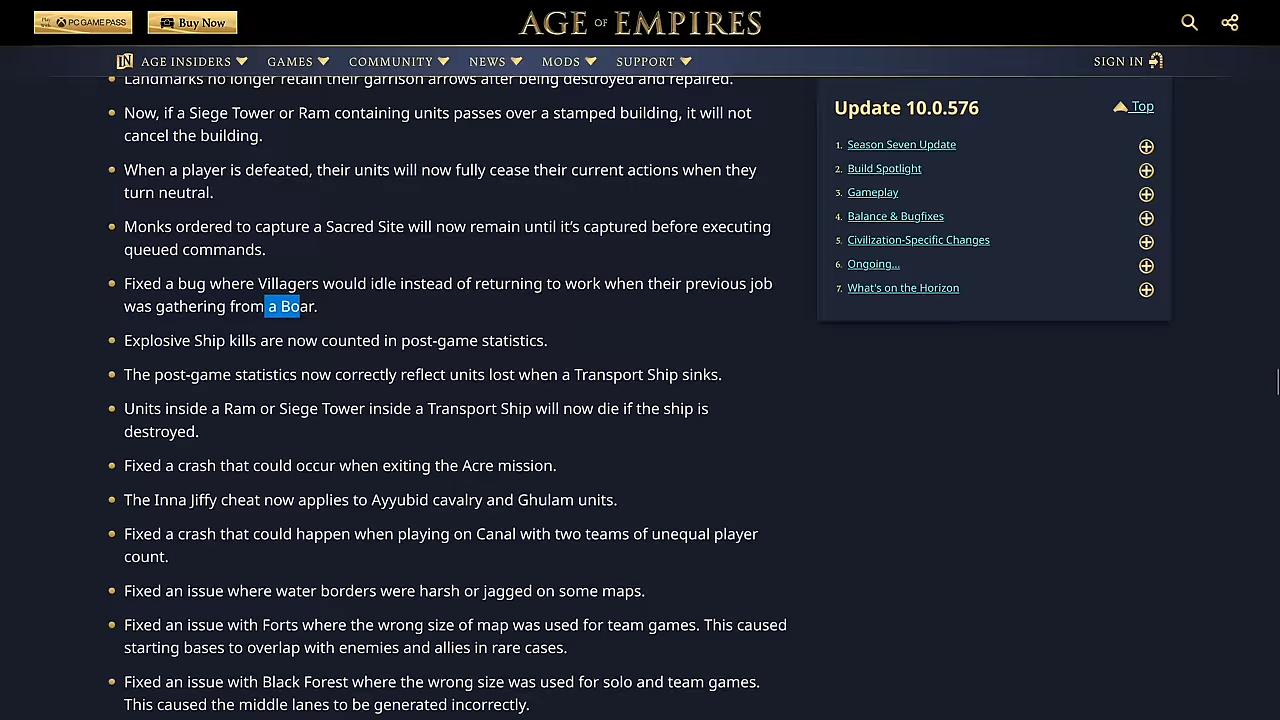 Play with PC GAME PASS
Buy Now
AGE OF EMPIRES
IN AGE INSIDERS GAMES COMMUNITY NEWS MODS SUPPORT SIGN IN
Landmarks no longer retain their garrison arrows after being destroyed and repaired.
Now, if a Siege Tower or Ram containing units passes over a stamped building, it will not
cancel the building.
When a player is defeated, their units will now fully cease their current actions when they
turn neutral.
Monks ordered to capture a Sacred Site will now remain until it’s captured before executing
queued commands.
Fixed a bug where Villagers would idle instead of returning to work when their previous job
was gathering from a Boar.
Explosive Ship kills are now counted in post-game statistics.
The post-game statistics now correctly reflect units lost when a Transport Ship sinks.
Units inside a Ram or Siege Tower inside a Transport Ship will now die if the ship is
destroyed.
Fixed a crash that could occur when exiting the Acre mission.
The Inna Jiffy cheat now applies to Ayyubid cavalry and Ghulam units.
Fixed a crash that could happen when playing on Canal with two teams of unequal player
count.
Fixed an issue where water borders were harsh or jagged on some maps.
Fixed an issue with Forts where the wrong size of map was used for team games. This caused
starting bases to overlap with enemies and allies in rare cases.
Fixed an issue with Black Forest where the wrong size was used for solo and team games.
This caused the middle lanes to be generated incorrectly.
Update 10.0.576 Top
1. Season Seven Update
2. Build Spotlight
3. Gameplay
4. Balance & Bugfixes
5. Civilization-Specific Changes
6. Ongoing...
7. What's on the Horizon